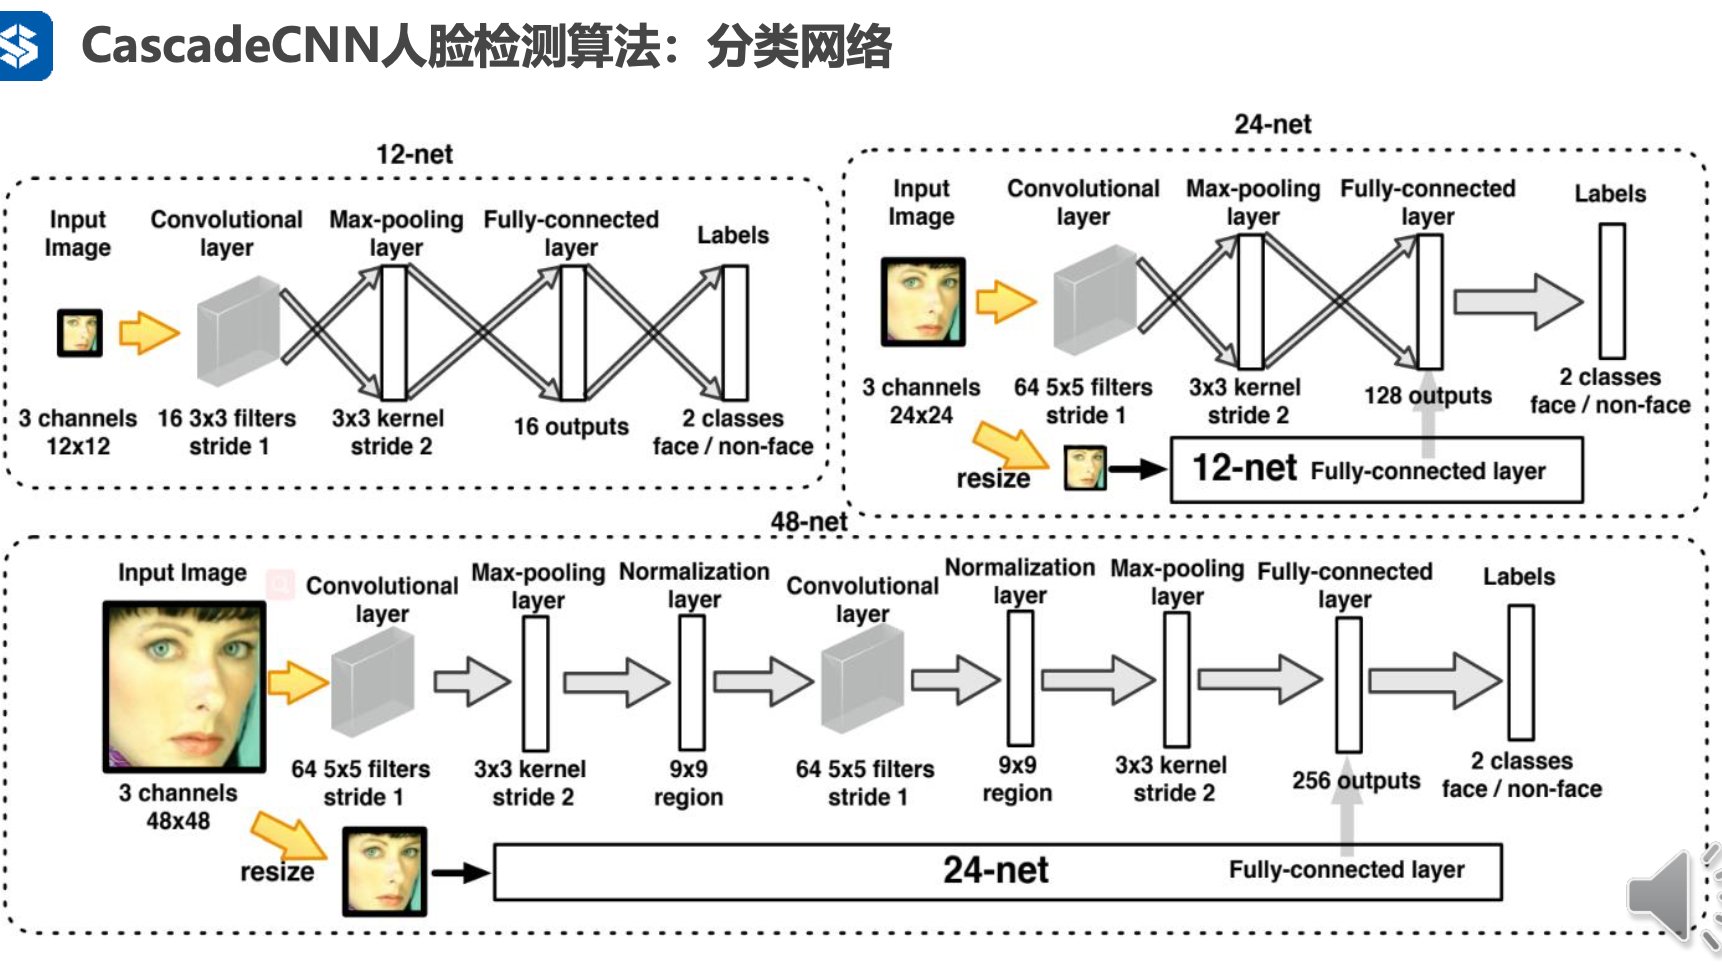 CascadeCNN人脸检测算法：分类网络
12-net
Input
Image
Convolutional
layer
Max-pooling
layer
Fully-connected
layer
Labels
3 channels
12x12
16 3x3 filters
stride 1
3x3 kernel
stride 2
16 outputs
2 classes
face / non-face
24-net
Input
Image
Convolutional
layer
Max-pooling
layer
Fully-connected
layer
Labels
3 channels
24x24
64 5x5 filters
stride 1
3x3 kernel
stride 2
128 outputs
2 classes
face / non-face
resize
12-net Fully-connected layer
48-net
Input Image
Convolutional
layer
Max-pooling
layer
Normalization
layer
Convolutional
layer
Normalization
layer
Max-pooling
layer
Fully-connected
layer
Labels
3 channels
48x48
64 5x5 filters
stride 1
3x3 kernel
stride 2
9x9
region
64 5x5 filters
stride 1
9x9
region
3x3 kernel
stride 2
256 outputs
2 classes
face / non-face
resize
24-net Fully-connected layer